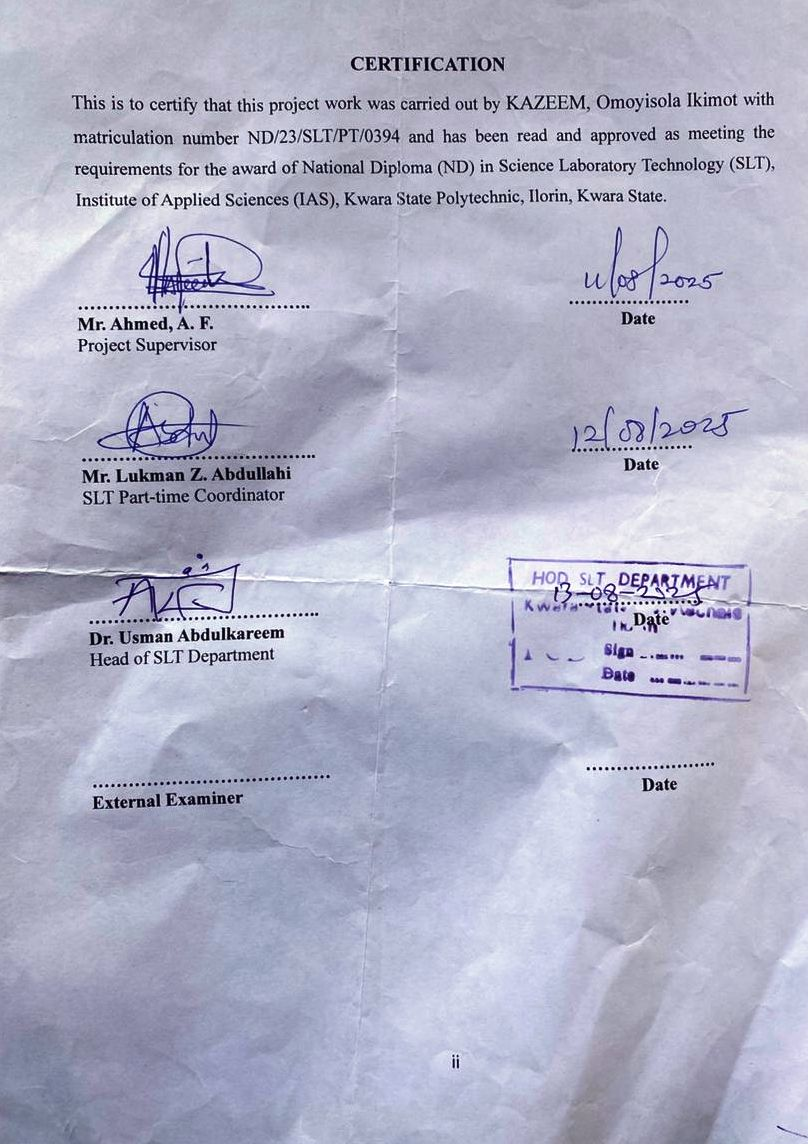 CERTIFICATION
This is to certify that this project work was carried out by KAZEEM, Omoyisola Ikimot with
matriculation number ND/23/SLT/PT/0394 and has been read and approved as meeting the
requirements for the award of National Diploma (ND) in Science Laboratory Technology (SLT),
Institute of Applied Sciences (IAS), Kwara State Polytechnic, Ilorin, Kwara State.
11/08/2025
Mr. Ahmed, A. F.
Date
Project Supervisor
12/08/2025
Mr. Lukman Z. Abdullahi
Date
SLT Part-time Coordinator
HOD SLT DEPARTMENT
13-08-2025
Dr. Usman Abdulkareem
Date
Head of SLT Department
Sign
Date
External Examiner
Date
ii